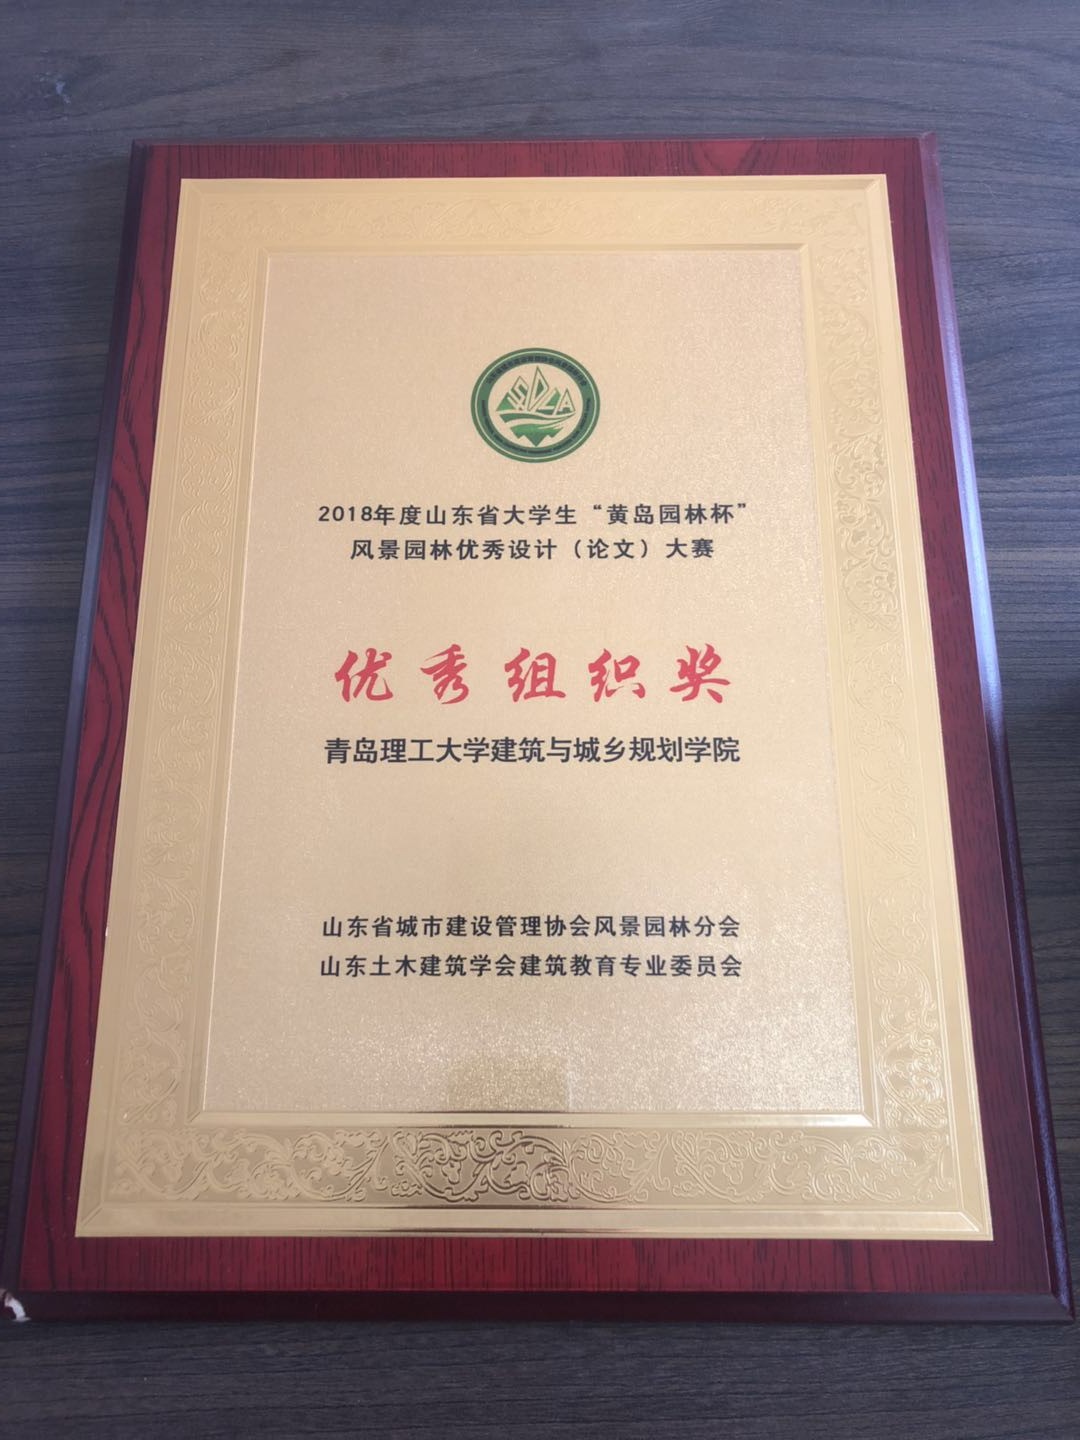 SDLA
2018年度山东省大学生“黄岛园林杯”
风景园林优秀设计（论文）大赛
优秀组织奖
青岛理工大学建筑与城乡规划学院
山东省城市建设管理协会风景园林分会
山东土木建筑学会建筑教育专业委员会